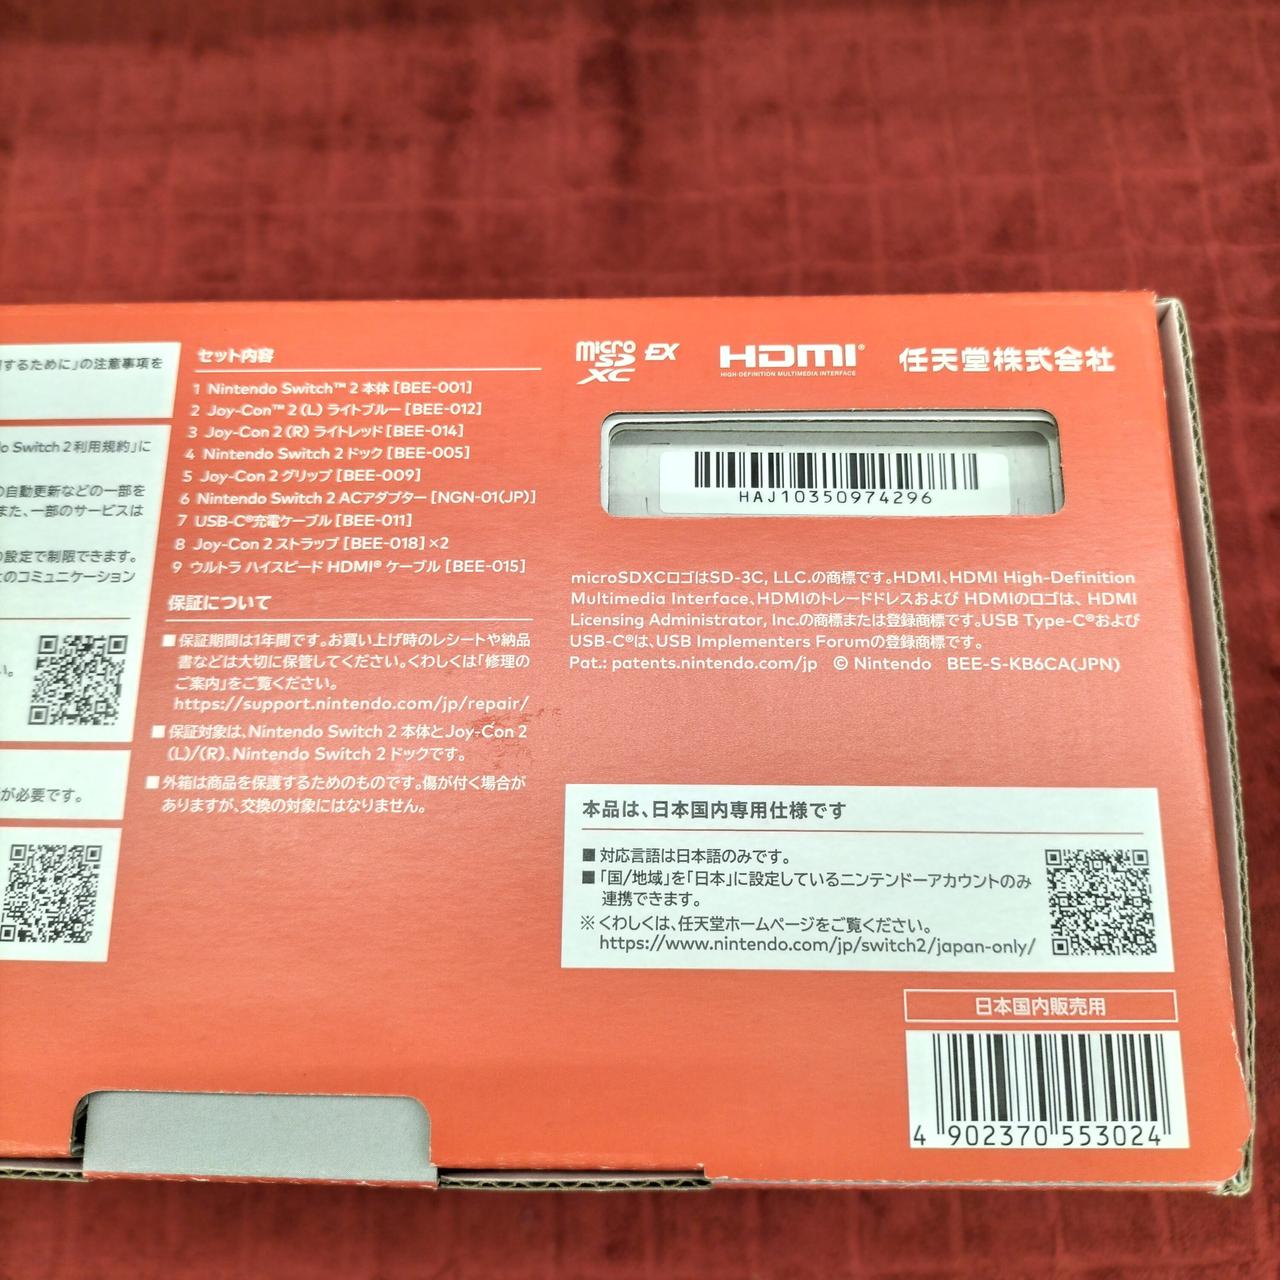 するために」の注意事項を
do Switch 2利用規約」に
の自動更新などの一部を
また、一部のサービスは
の設定で制限できます。
とのコミュニケーション
い。
が必要です。
セット内容
1 Nintendo Switch™ 2 本体 [BEE-001]
2 Joy-Con™ 2 (L) ライトブルー [BEE-012]
3 Joy-Con 2 (R) ライトレッド [BEE-014]
4 Nintendo Switch 2 ドック [BEE-005]
5 Joy-Con 2 グリップ [BEE-009]
6 Nintendo Switch 2 ACアダプター [NGN-01(JP)]
7 USB-C®充電ケーブル [BEE-011]
8 Joy-Con 2 ストラップ [BEE-018] ×2
9 ウルトラ ハイスピード HDMI® ケーブル [BEE-015]
保証について
■ 保証期間は1年間です。お買い上げ時のレシートや納品
書などは大切に保管してください。くわしくは「修理の
ご案内」をご覧ください。
https://support.nintendo.com/jp/repair/
■ 保証対象は、Nintendo Switch 2 本体とJoy-Con 2
(L)/(R)、Nintendo Switch 2 ドックです。
■ 外箱は商品を保護するためのものです。傷が付く場合が
ありますが、交換の対象にはなりません。
micro SD XC EX
HDMI®
HIGH-DEFINITION MULTIMEDIA INTERFACE
任天堂株式会社
HAJ10350974296
microSDXCロゴはSD-3C, LLC.の商標です。HDMI、HDMI High-Definition
Multimedia Interface、HDMIのトレードドレスおよび HDMIのロゴは、HDMI
Licensing Administrator, Inc.の商標または登録商標です。USB Type-C®および
USB-C®は、USB Implementers Forumの登録商標です。
Pat.: patents.nintendo.com/jp © Nintendo BEE-S-KB6CA(JPN)
本品は、日本国内専用仕様です
■ 対応言語は日本語のみです。
■ 「国/地域」を「日本」に設定しているニンテンドーアカウントのみ
連携できます。
※ くわしくは、任天堂ホームページをご覧ください。
https://www.nintendo.com/jp/switch2/japan-only/
日本国内販売用
4 902370 553024